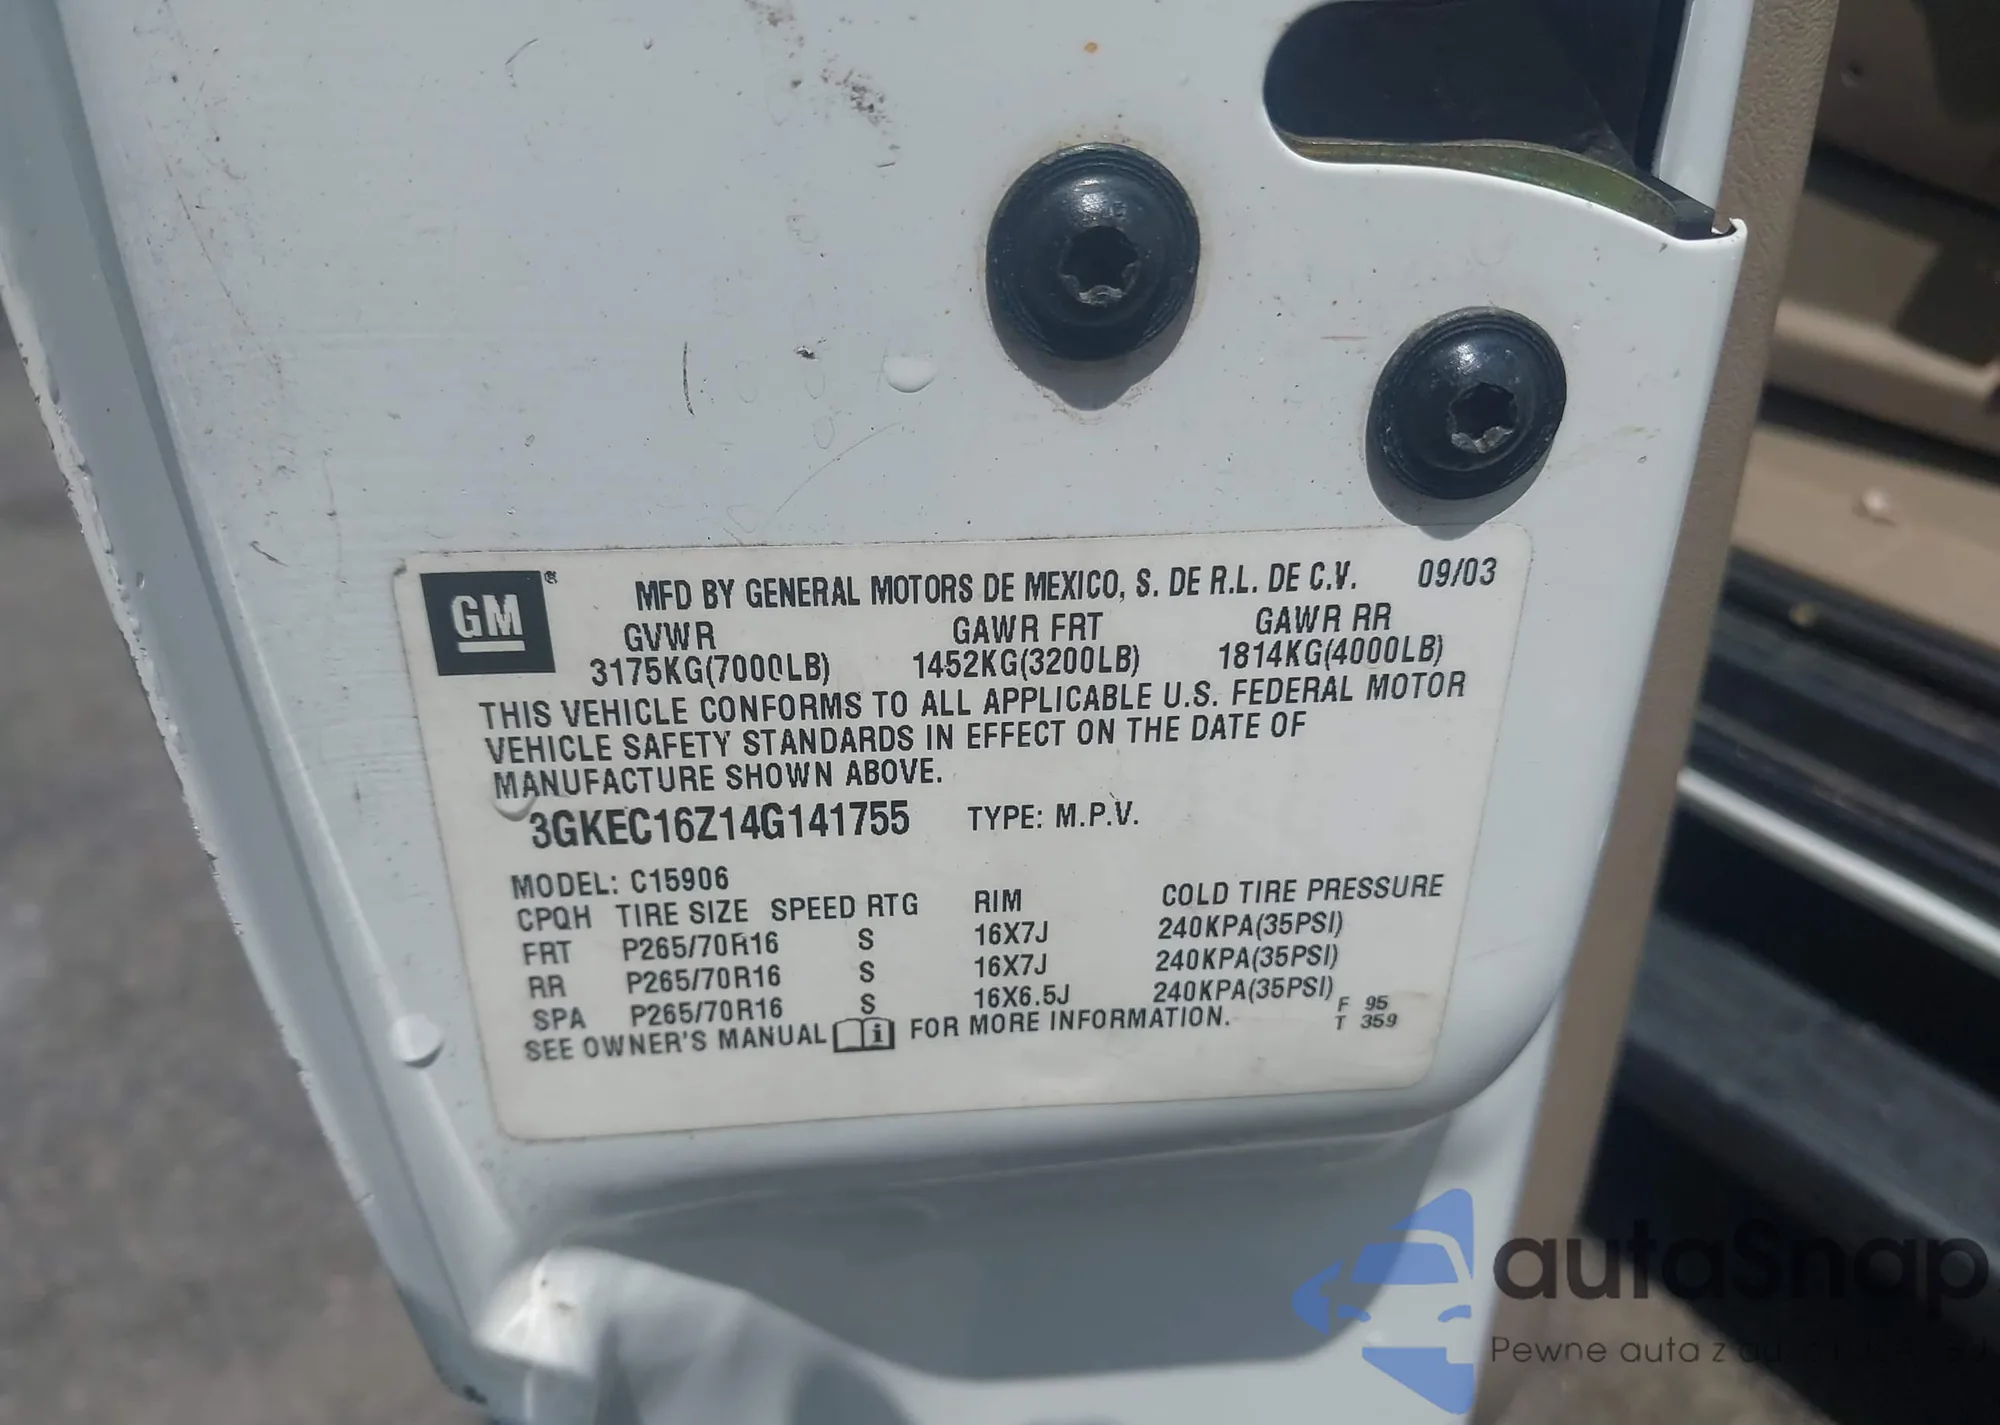 GM ® MFD BY GENERAL MOTORS DE MEXICO, S. DE R.L. DE C.V. 09/03
GVWR GAWR FRT GAWR RR
3175KG(7000LB) 1452KG(3200LB) 1814KG(4000LB)
THIS VEHICLE CONFORMS TO ALL APPLICABLE U.S. FEDERAL MOTOR
VEHICLE SAFETY STANDARDS IN EFFECT ON THE DATE OF
MANUFACTURE SHOWN ABOVE.
3GKEC16Z14G141755 TYPE: M.P.V.
MODEL: C15906
CPQH TIRE SIZE SPEED RTG RIM COLD TIRE PRESSURE
FRT P265/70R16 S 16X7J 240KPA(35PSI)
RR P265/70R16 S 16X7J 240KPA(35PSI)
SPA P265/70R16 S 16X6.5J 240KPA(35PSI)
SEE OWNER'S MANUAL i FOR MORE INFORMATION.
F 95
T 359
autaSnap
Pewne auta z